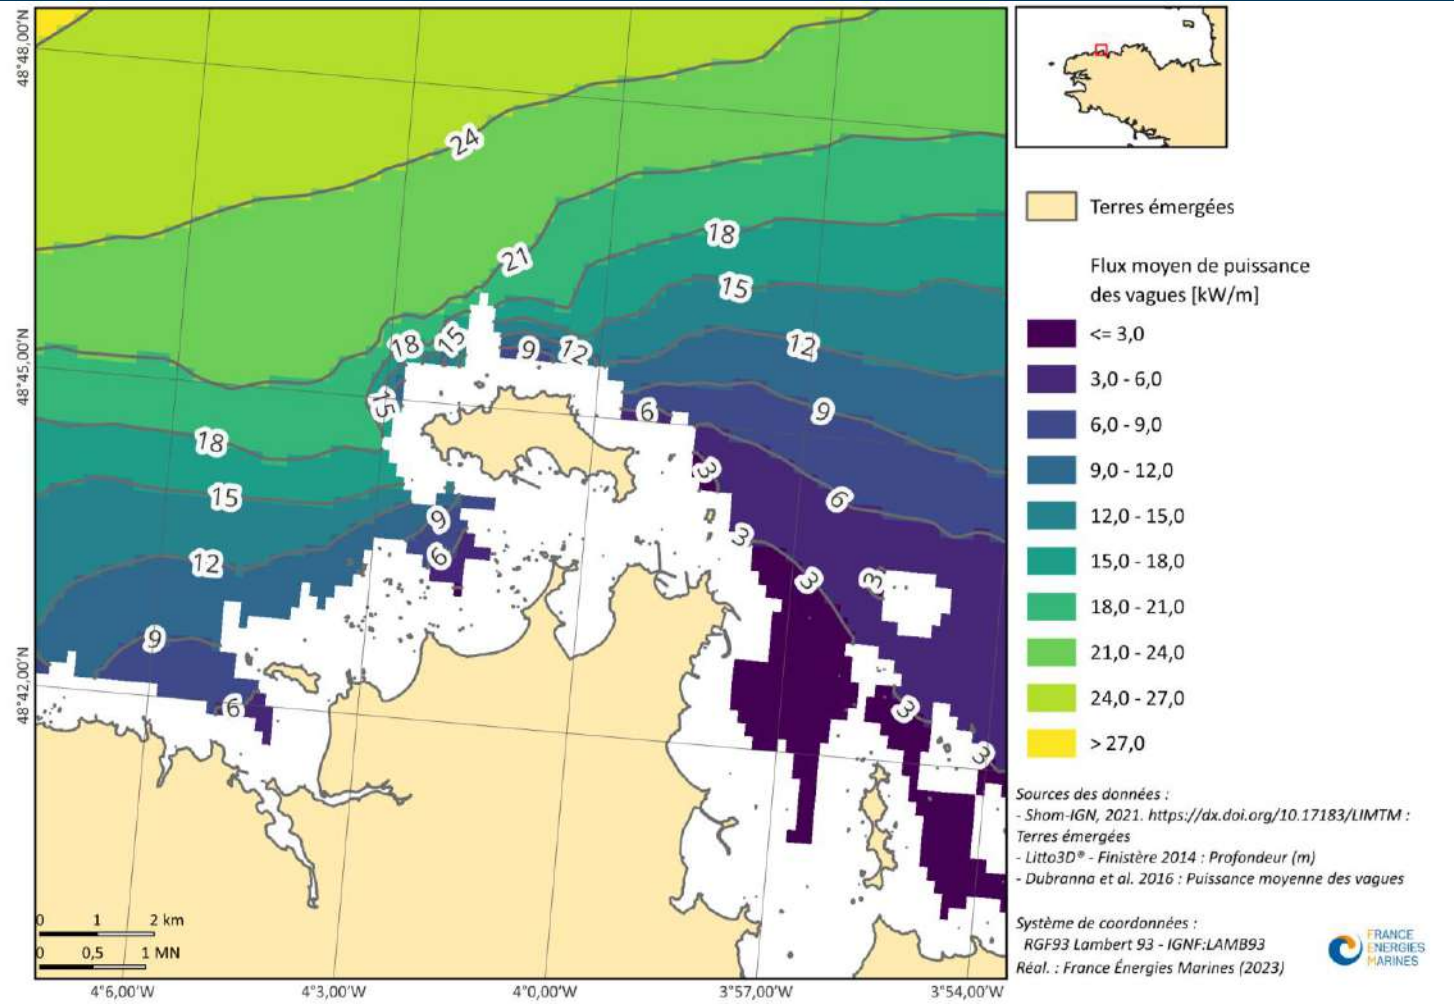 48°48,00'N
48°45,00'N
48°42,00'N
24
21
18
15
18
15
9
12
12
15
6
9
18
3
6
15
9
3
12
6
3
3
9
6
3
3
0 1 2 km
0 0,5 1 MN
4°6,00'W
4°3,00'W
4°0,00'W
3°57,00'W
3°54,00'W
Terres émergées
Flux moyen de puissance
des vagues [kW/m]
<= 3,0
3,0 - 6,0
6,0 - 9,0
9,0 - 12,0
12,0 - 15,0
15,0 - 18,0
18,0 - 21,0
21,0 - 24,0
24,0 - 27,0
> 27,0
Sources des données :
- Shom-IGN, 2021. https://dx.doi.org/10.17183/LIMTM :
Terres émergées
- Litto3D® - Finistère 2014 : Profondeur (m)
- Dubranna et al. 2016 : Puissance moyenne des vagues
Système de coordonnées :
RGF93 Lambert 93 - IGNF:LAMB93
Réal. : France Énergies Marines (2023)
FRANCE
ENERGIES
MARINES